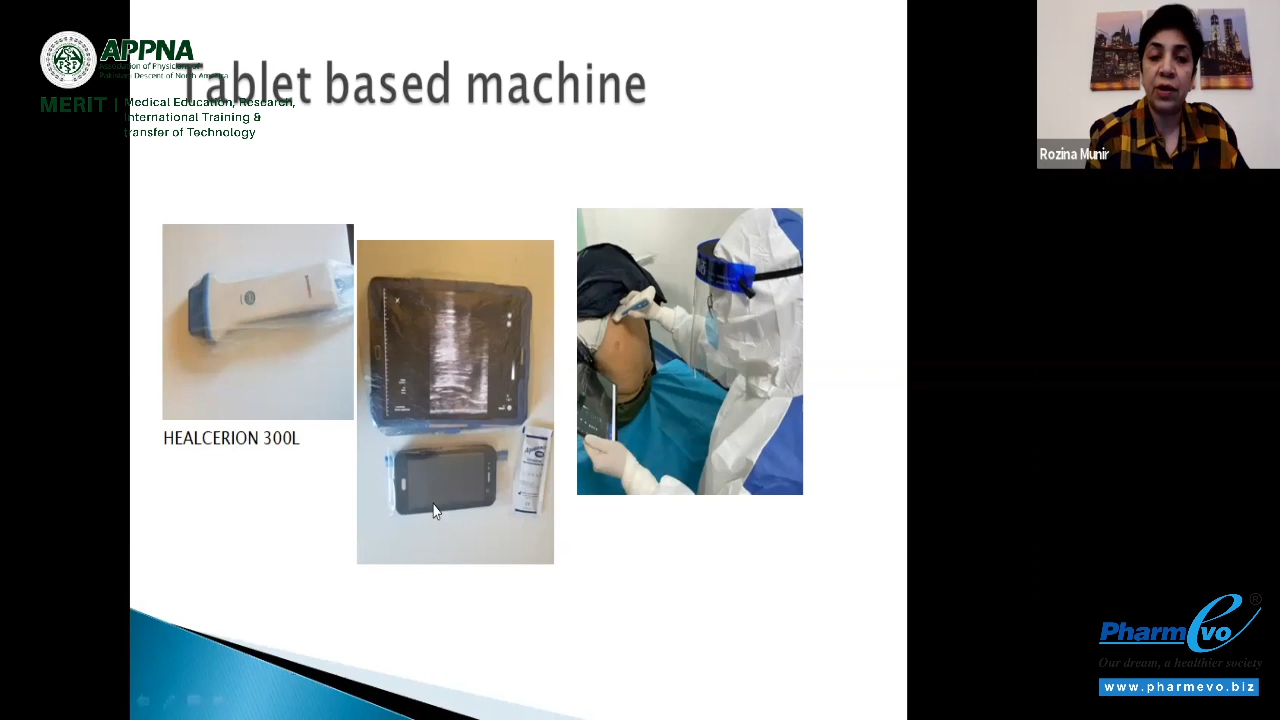 APPNA
Association of Physicians of
Pakistani Descent of North America
MERIT | Medical Education, Research,
International Training &
transfer of Technology
Tablet based machine
Rozina Munir
HEALCERION 300L
Pharmevo ®
Our dream, a healthier society
www.pharmevo.biz